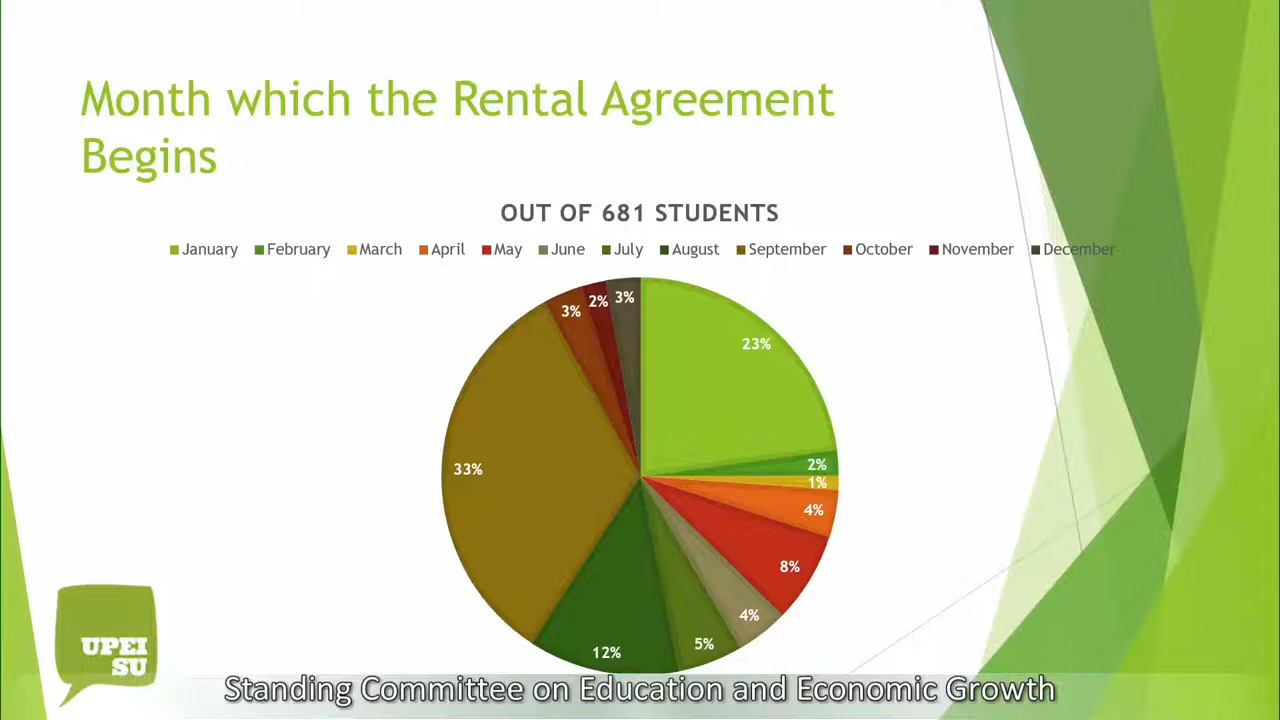 Month which the Rental Agreement
Begins
OUT OF 681 STUDENTS
January February March April May June July August September October November December
3% 2% 3%
23%
2%
33%
1%
4%
8%
4%
5%
12%
UPEI
SU
Standing Committee on Education and Economic Growth